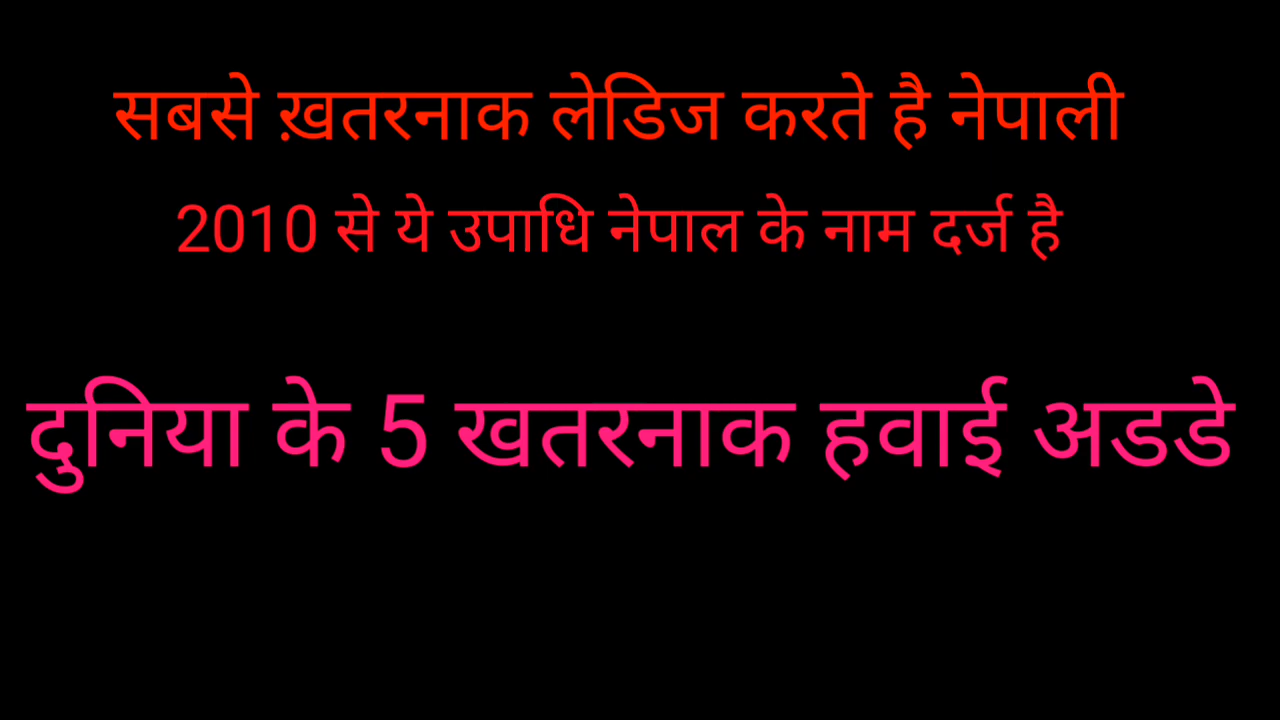 सबसे ख़तरनाक लेडिज करते है नेपाली
2010 से ये उपाधि नेपाल के नाम दर्ज है
दुनिया के 5 खतरनाक हवाई अडडे